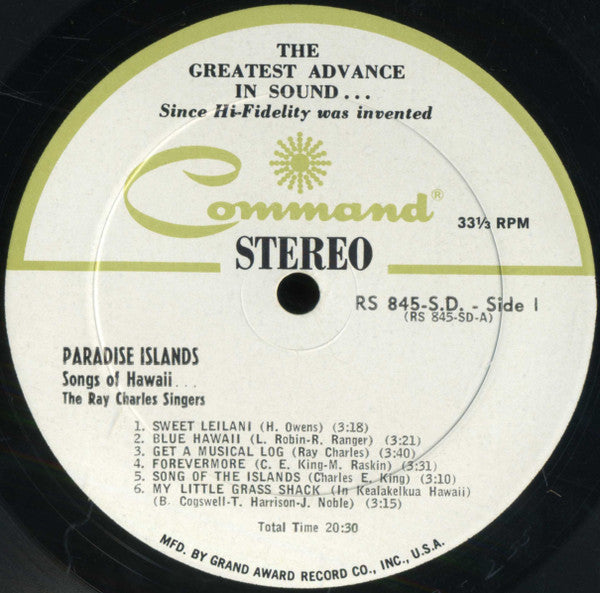 THE
GREATEST ADVANCE
IN SOUND...
Since Hi-Fidelity was invented
Command®
33⅓ RPM
STEREO
RS 845-S.D. - Side 1
(RS 845-SD-A)
PARADISE ISLANDS
Songs of Hawaii...
The Ray Charles Singers
1. SWEET LEILANI (H. Owens) (3:18)
2. BLUE HAWAII (L. Robin-R. Ranger) (3:21)
3. GET A MUSICAL LOG (Ray Charles) (3:40)
4. FOREVERMORE (C. E. King-M. Raskin) (3:31)
5. SONG OF THE ISLANDS (Charles E. King) (3:10)
6. MY LITTLE GRASS SHACK (In Kealakelkua Hawaii)
(B. Cogswell-T. Harrison-J. Noble) (3:15)
Total Time 20:30
MFD. BY GRAND AWARD RECORD CO., INC., U.S.A.